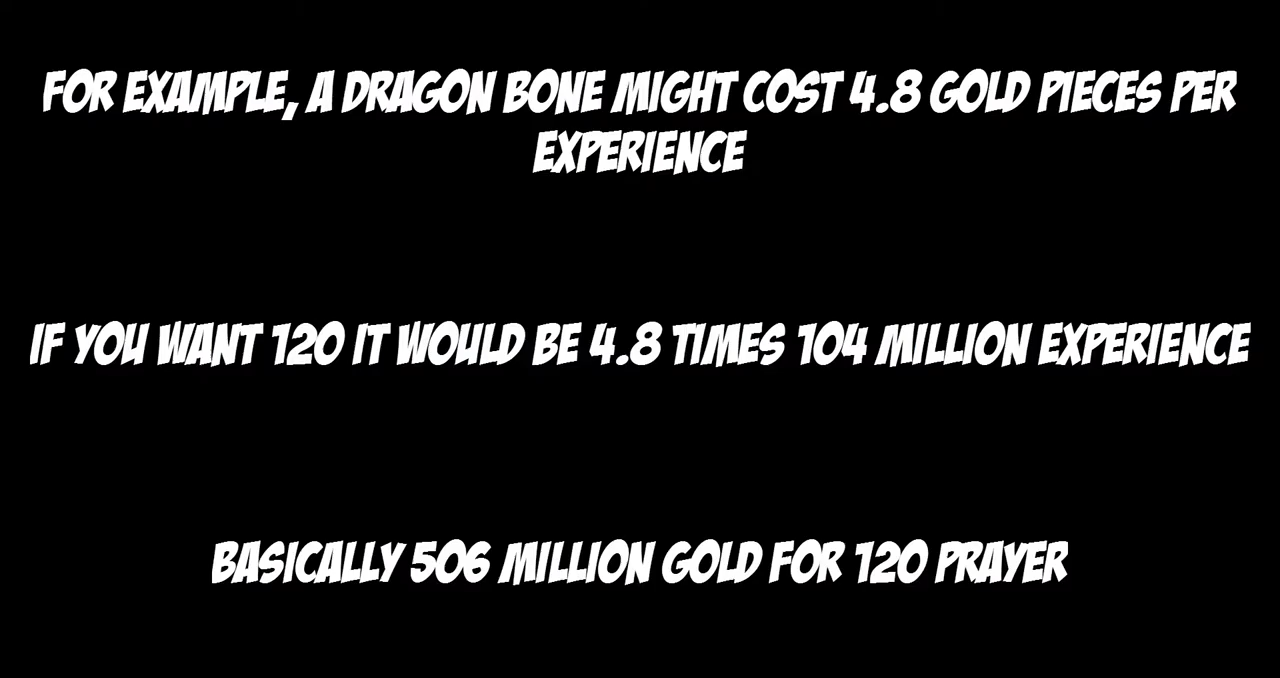 FOR EXAMPLE, A DRAGON BONE MIGHT COST 4.8 GOLD PIECES PER
EXPERIENCE
IF YOU WANT 120 IT WOULD BE 4.8 TIMES 104 MILLION EXPERIENCE
BASICALLY 506 MILLION GOLD FOR 120 PRAYER